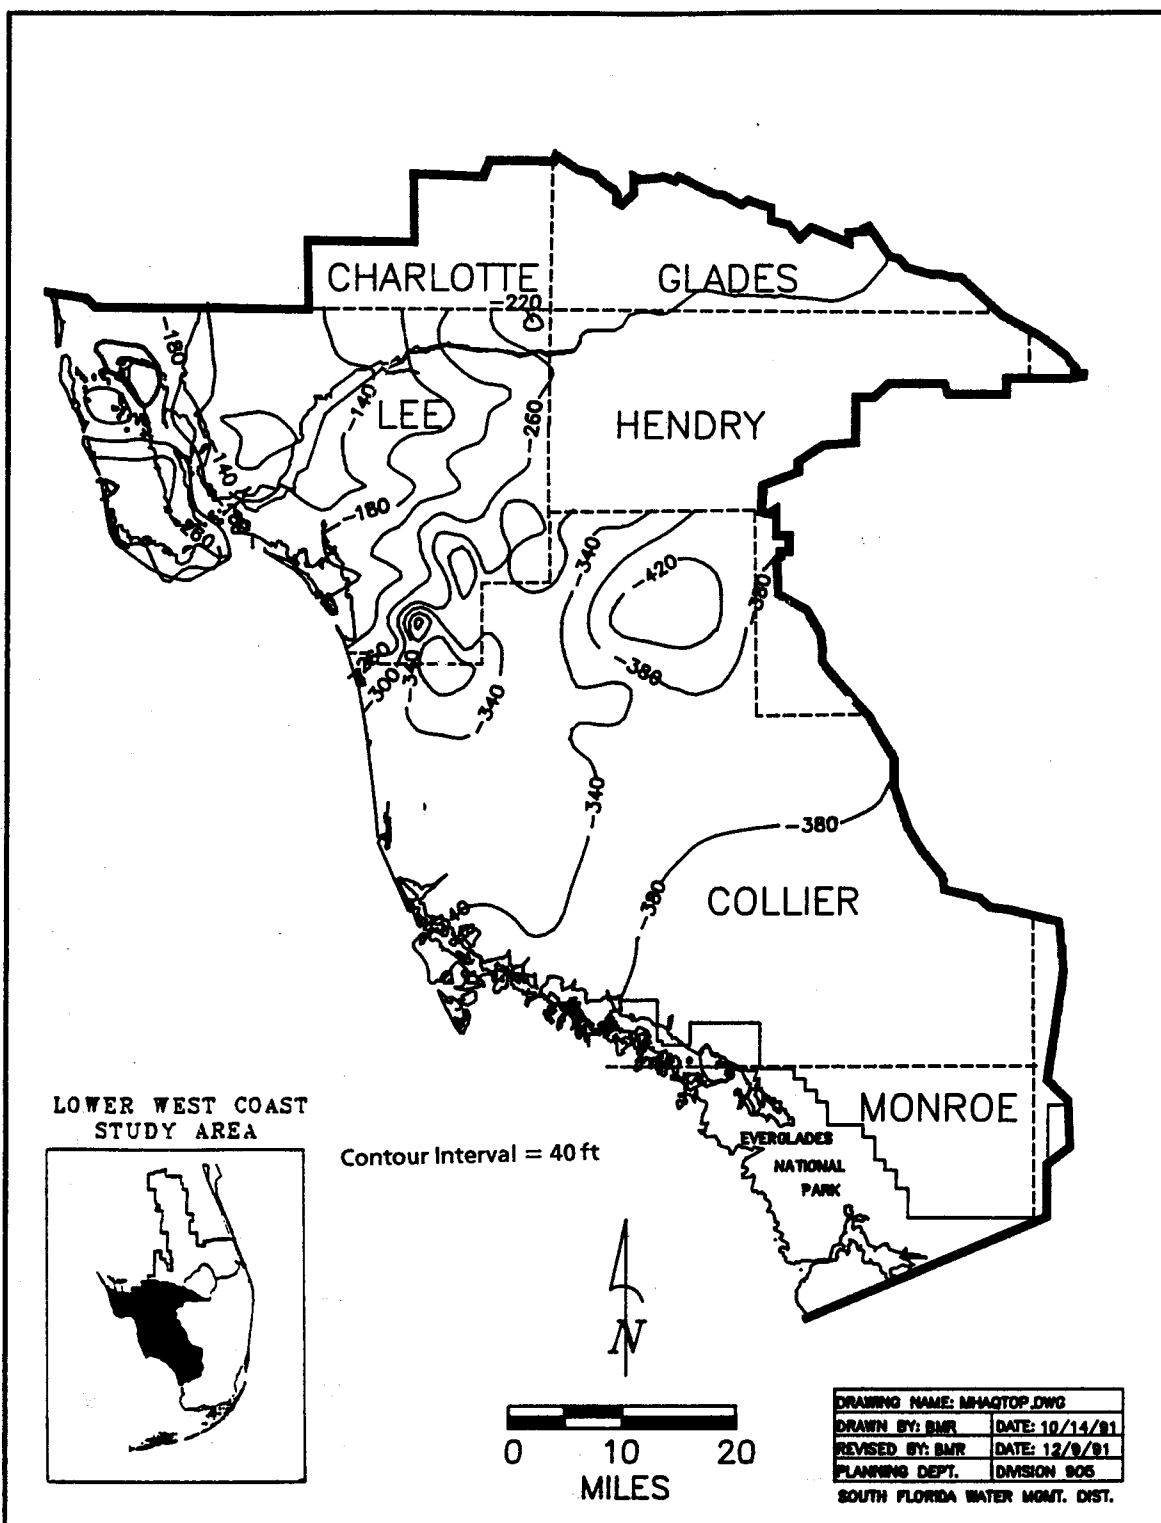 CHARLOTTE
GLADES
-220
-180
-140
LEE
-260
HENDRY
-140
-180
-260
-340
-420
-380
-260
-300
-340
-380
-340
-340
-380
-380
COLLIER
MONROE
EVERGLADES
NATIONAL
PARK
LOWER WEST COAST
STUDY AREA
Contour Interval = 40 ft
N
0 10 20
MILES
DRAWING NAME: MHAQTOP.DWG
DRAWN BY: BMR DATE: 10/14/91
REVISED BY: BMR DATE: 12/9/91
PLANNING DEPT. DIVISION 905
SOUTH FLORIDA WATER MGMT. DIST.